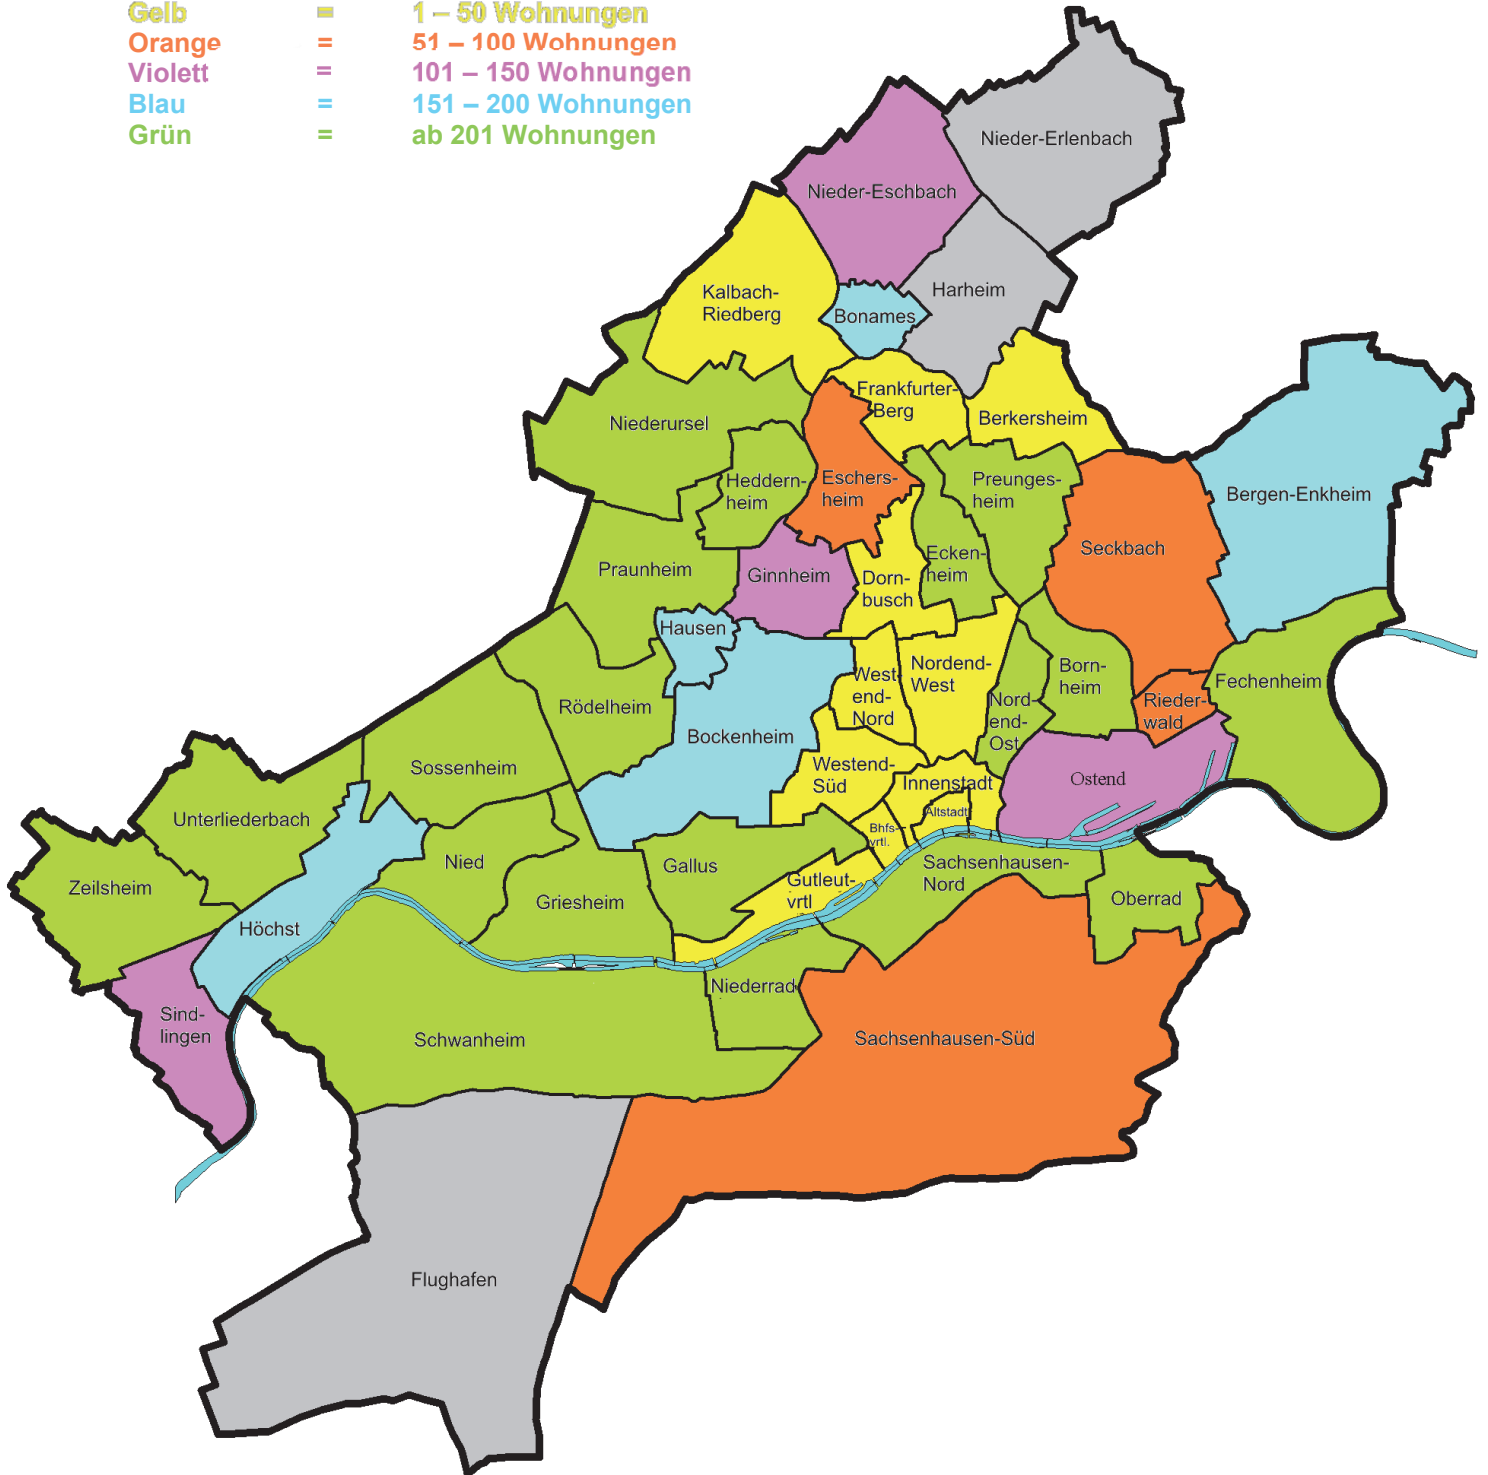 Gelb = 1 – 50 Wohnungen
Orange = 51 – 100 Wohnungen
Violett = 101 – 150 Wohnungen
Blau = 151 – 200 Wohnungen
Grün = ab 201 Wohnungen
Nieder-Erlenbach
Nieder-Eschbach
Harheim
Kalbach-
Riedberg
Bonames
Frankfurter-
Berg
Berkersheim
Niederursel
Heddern-
heim
Eschers-
heim
Preunges-
heim
Bergen-Enkheim
Seckbach
Ecken-
heim
Praunheim
Ginnheim
Dorn-
busch
Hausen
Nordend-
West
West-
end-
Nord
Born-
heim
Fechenheim
Rödelheim
Nord-
end-
Ost
Rieder-
wald
Bockenheim
Sossenheim
Westend-
Süd
Innenstadt
Ostend
Altstadt
Unterliederbach
Bhfs-
vrtl.
Nied
Gallus
Sachsenhausen-
Nord
Zeilsheim
Gutleut-
vrtl
Griesheim
Oberrad
Höchst
Niederrad
Sind-
lingen
Schwanheim
Sachsenhausen-Süd
Flughafen